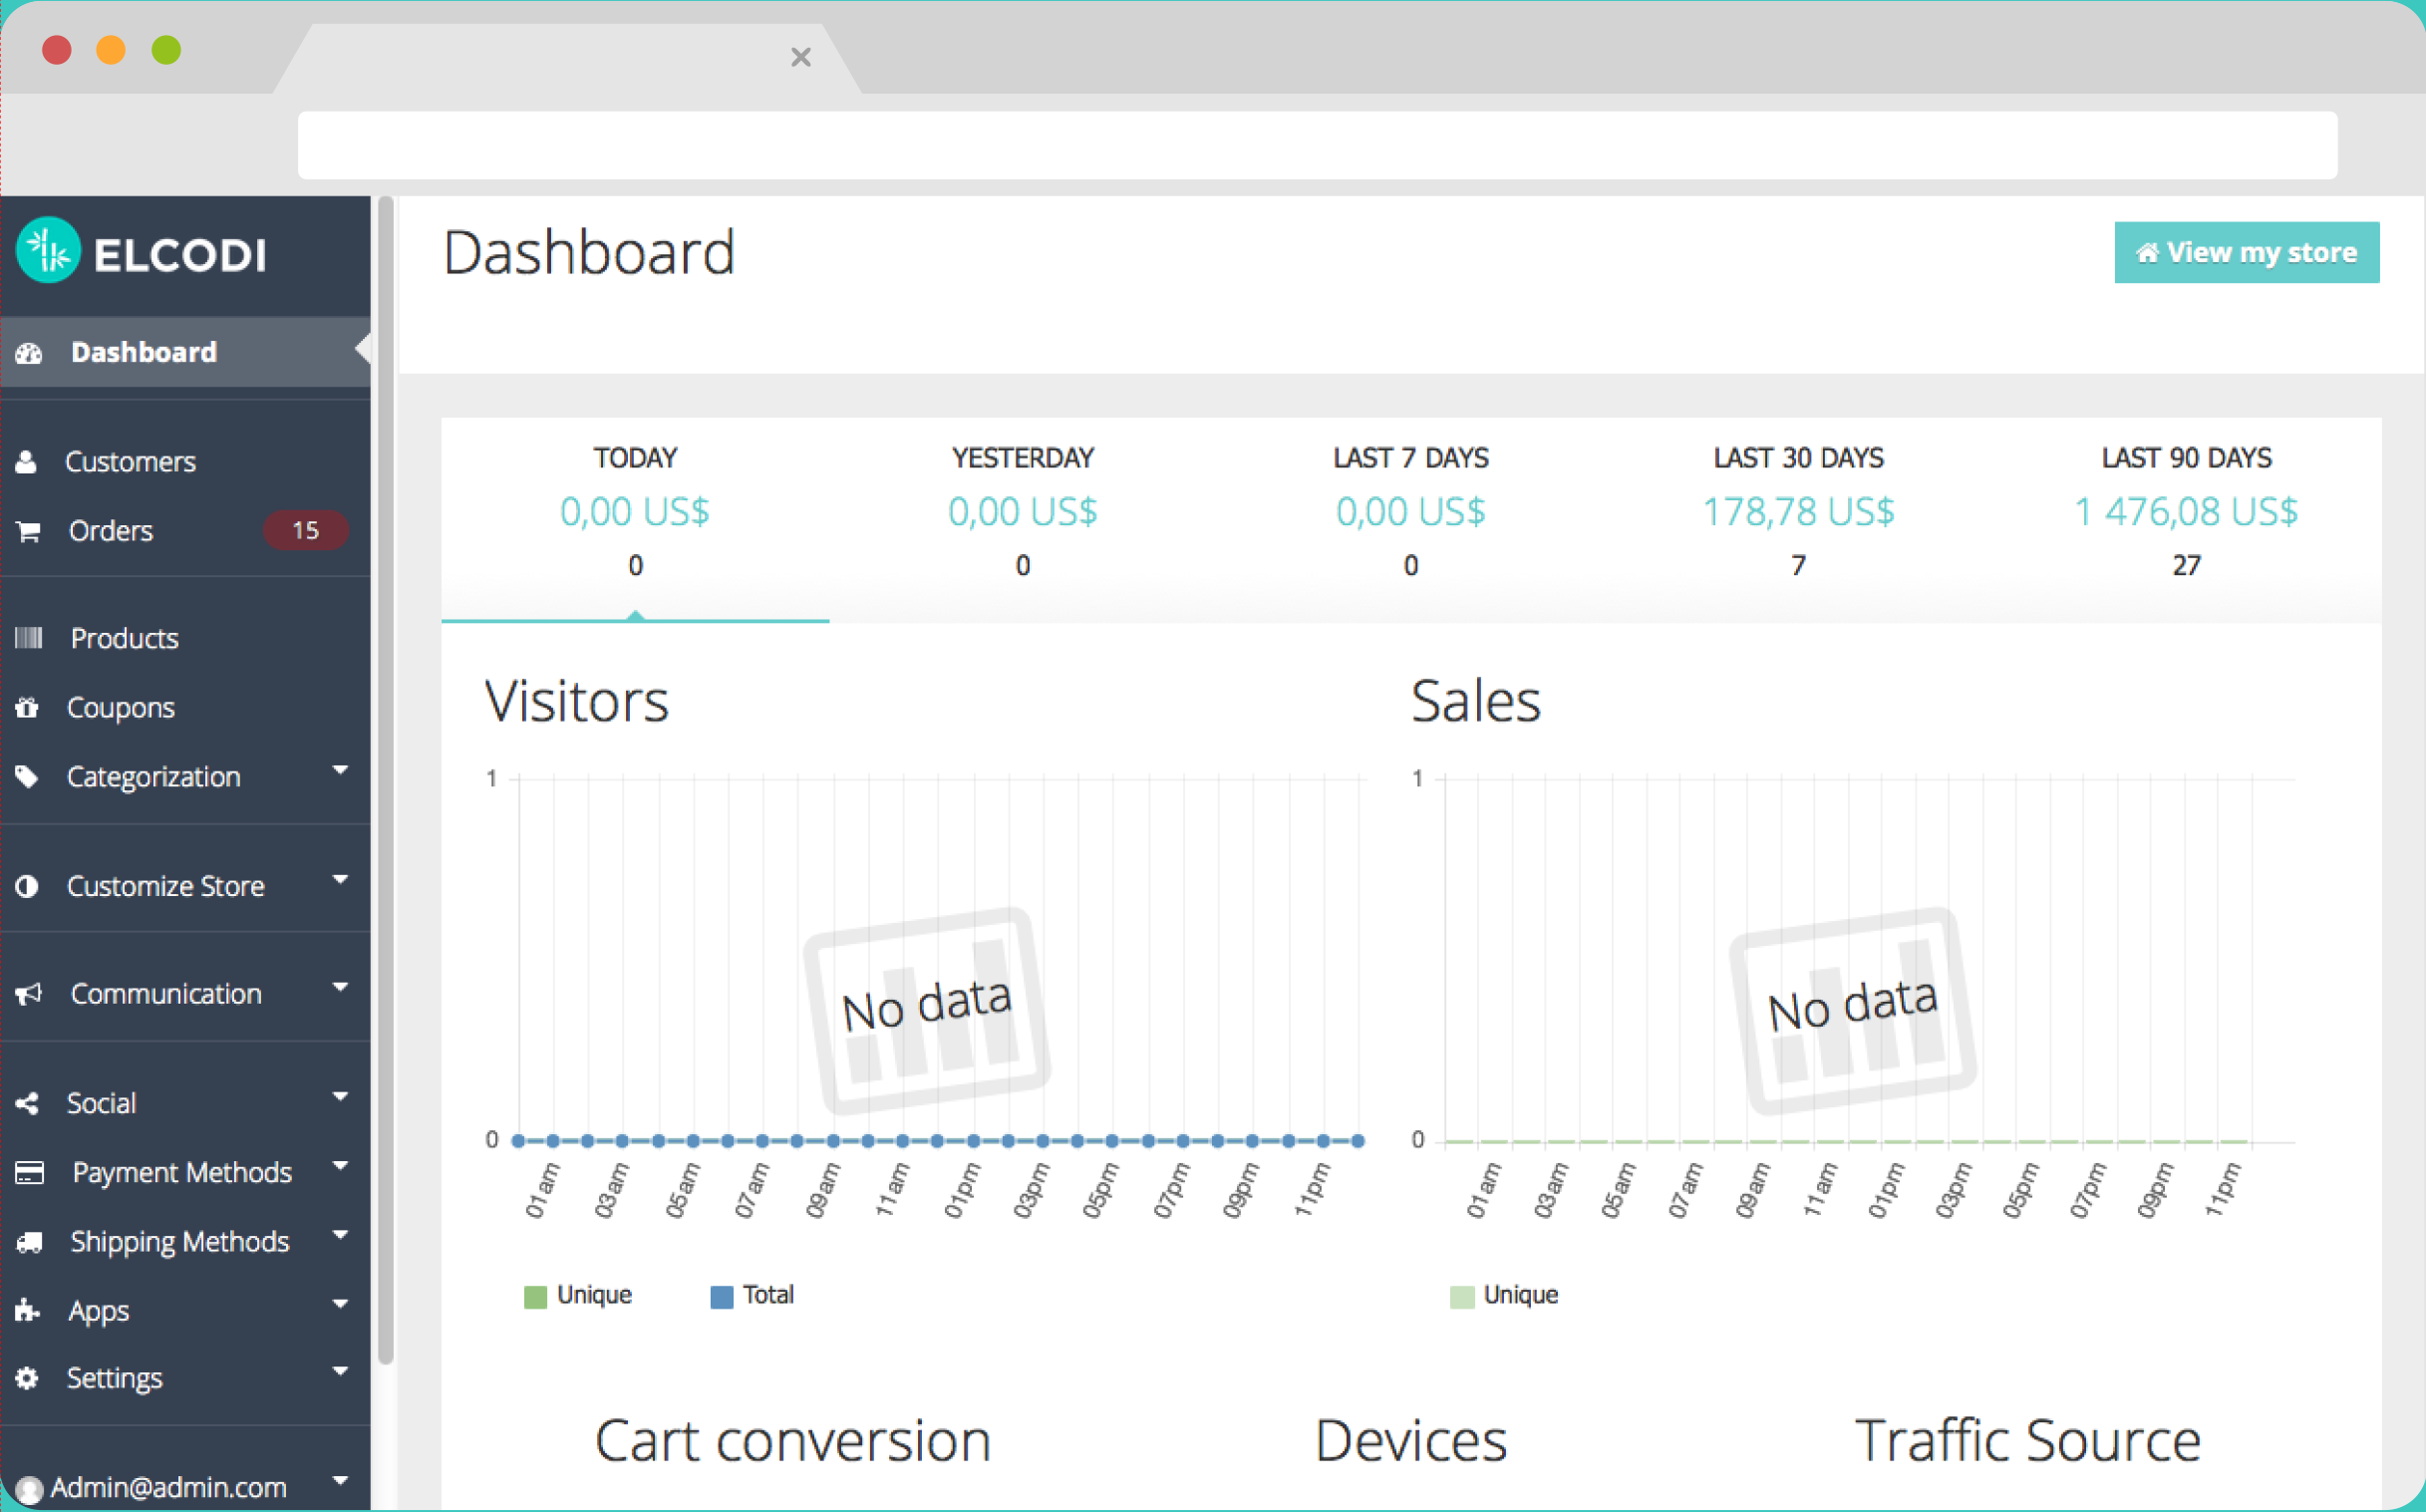 ELCODI
Dashboard
Customers
Orders 15
Products
Coupons
Categorization
Customize Store
Communication
Social
Payment Methods
Shipping Methods
Apps
Settings
Admin@admin.com
Dashboard
View my store
TODAY
0,00 US$
0
YESTERDAY
0,00 US$
0
LAST 7 DAYS
0,00 US$
0
LAST 30 DAYS
178,78 US$
7
LAST 90 DAYS
1 476,08 US$
27
Visitors
1
No data
0
01am 03am 05am 07am 09am 11am 01pm 03pm 05pm 07pm 09pm 11pm
Unique Total
Sales
1
No data
0
01am 03am 05am 07am 09am 11am 01pm 03pm 05pm 07pm 09pm 11pm
Unique
Cart conversion
Devices
Traffic Source